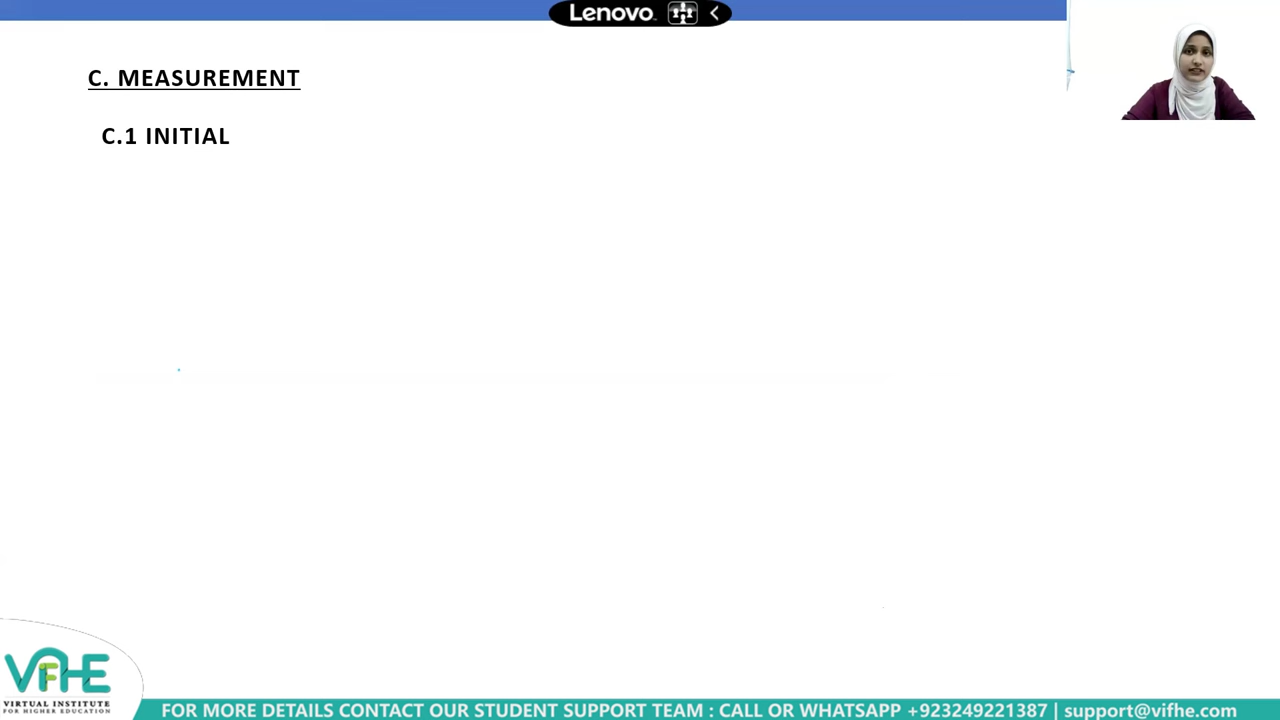 Lenovo
C. MEASUREMENT
C.1 INITIAL
VFHE
VIRTUAL INSTITUTE
FOR HIGHER EDUCATION
FOR MORE DETAILS CONTACT OUR STUDENT SUPPORT TEAM : CALL OR WHATSAPP +923249221387 | support@vifhe.com